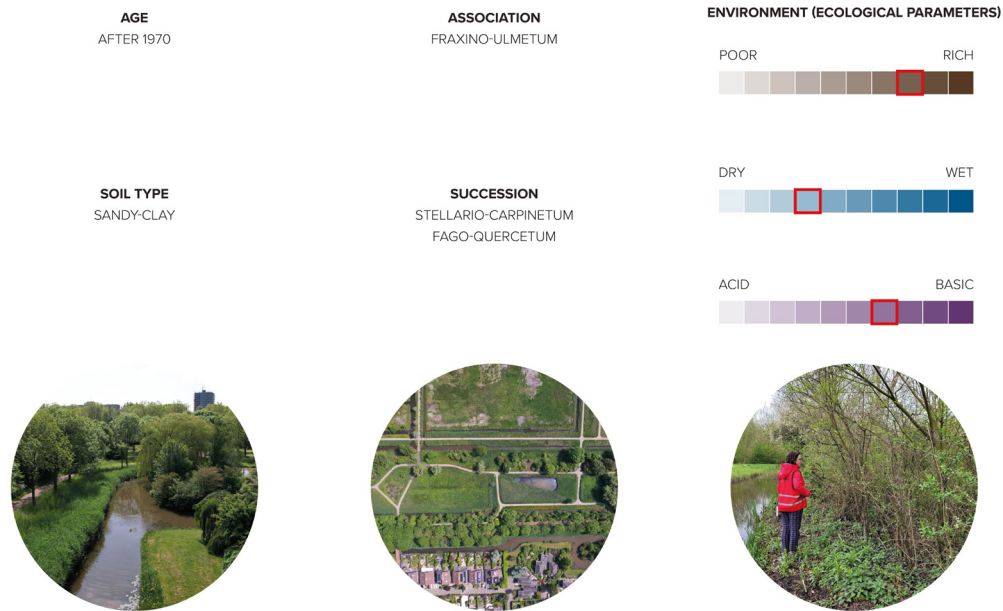 AGE
AFTER 1970
ASSOCIATION
FRAXINO-ULMETUM
ENVIRONMENT (ECOLOGICAL PARAMETERS)
POOR
RICH
DRY
WET
ACID
BASIC
SOIL TYPE
SANDY-CLAY
SUCCESSION
STELLARIO-CARPINETUM
FAGO-QUERCETUM